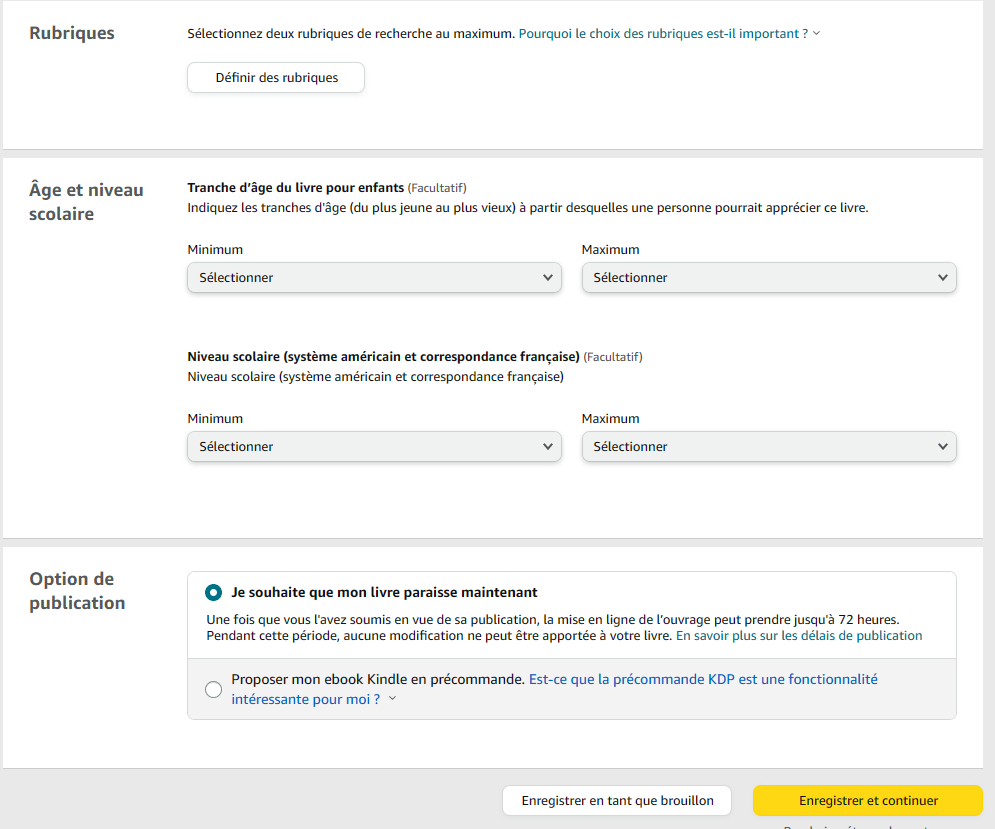 Rubriques
Sélectionnez deux rubriques de recherche au maximum. Pourquoi le choix des rubriques est-il important ?
Définir des rubriques
Âge et niveau
scolaire
Tranche d'âge du livre pour enfants (Facultatif)
Indiquez les tranches d'âge (du plus jeune au plus vieux) à partir desquelles une personne pourrait apprécier ce livre.
Minimum
Maximum
Sélectionner
Sélectionner
Niveau scolaire (système américain et correspondance française) (Facultatif)
Niveau scolaire (système américain et correspondance française)
Minimum
Maximum
Sélectionner
Sélectionner
Option de
publication
Je souhaite que mon livre paraisse maintenant
Une fois que vous l'avez soumis en vue de sa publication, la mise en ligne de l'ouvrage peut prendre jusqu'à 72 heures.
Pendant cette période, aucune modification ne peut être apportée à votre livre. En savoir plus sur les délais de publication
Proposer mon ebook Kindle en précommande. Est-ce que la précommande KDP est une fonctionnalité
intéressante pour moi ?
Enregistrer en tant que brouillon
Enregistrer et continuer